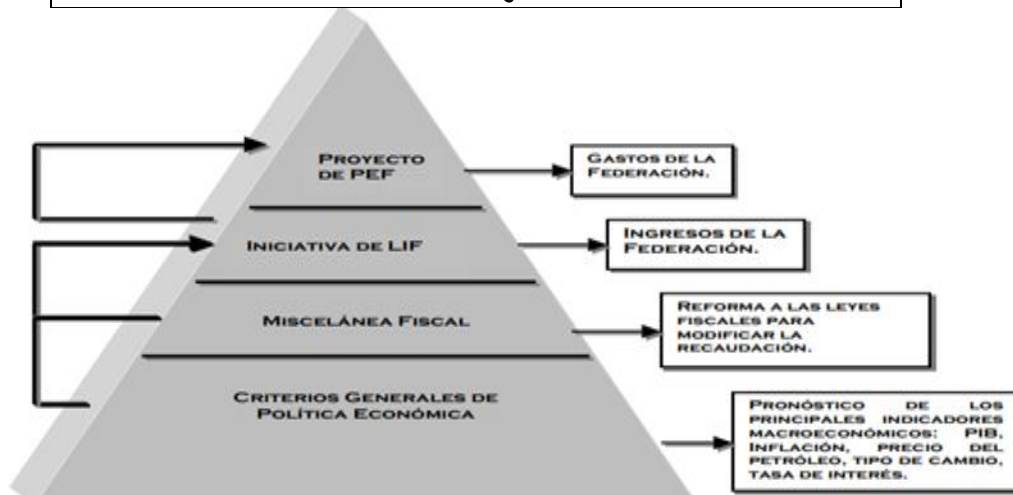 PROYECTO
DE PEF
GASTOS DE LA
FEDERACIÓN.
INICIATIVA DE LIF
INGRESOS DE LA
FEDERACIÓN.
MISCELÁNEA FISCAL
REFORMA A LAS LEYES
FISCALES PARA
MODIFICAR LA
RECAUDACIÓN.
CRITERIOS GENERALES DE
POLÍTICA ECONÓMICA
PRONÓSTICO DE LOS
PRINCIPALES INDICADORES
MACROECONÓMICOS: PIB,
INFLACIÓN, PRECIO DEL
PETRÓLEO, TIPO DE CAMBIO,
TASA DE INTERÉS.